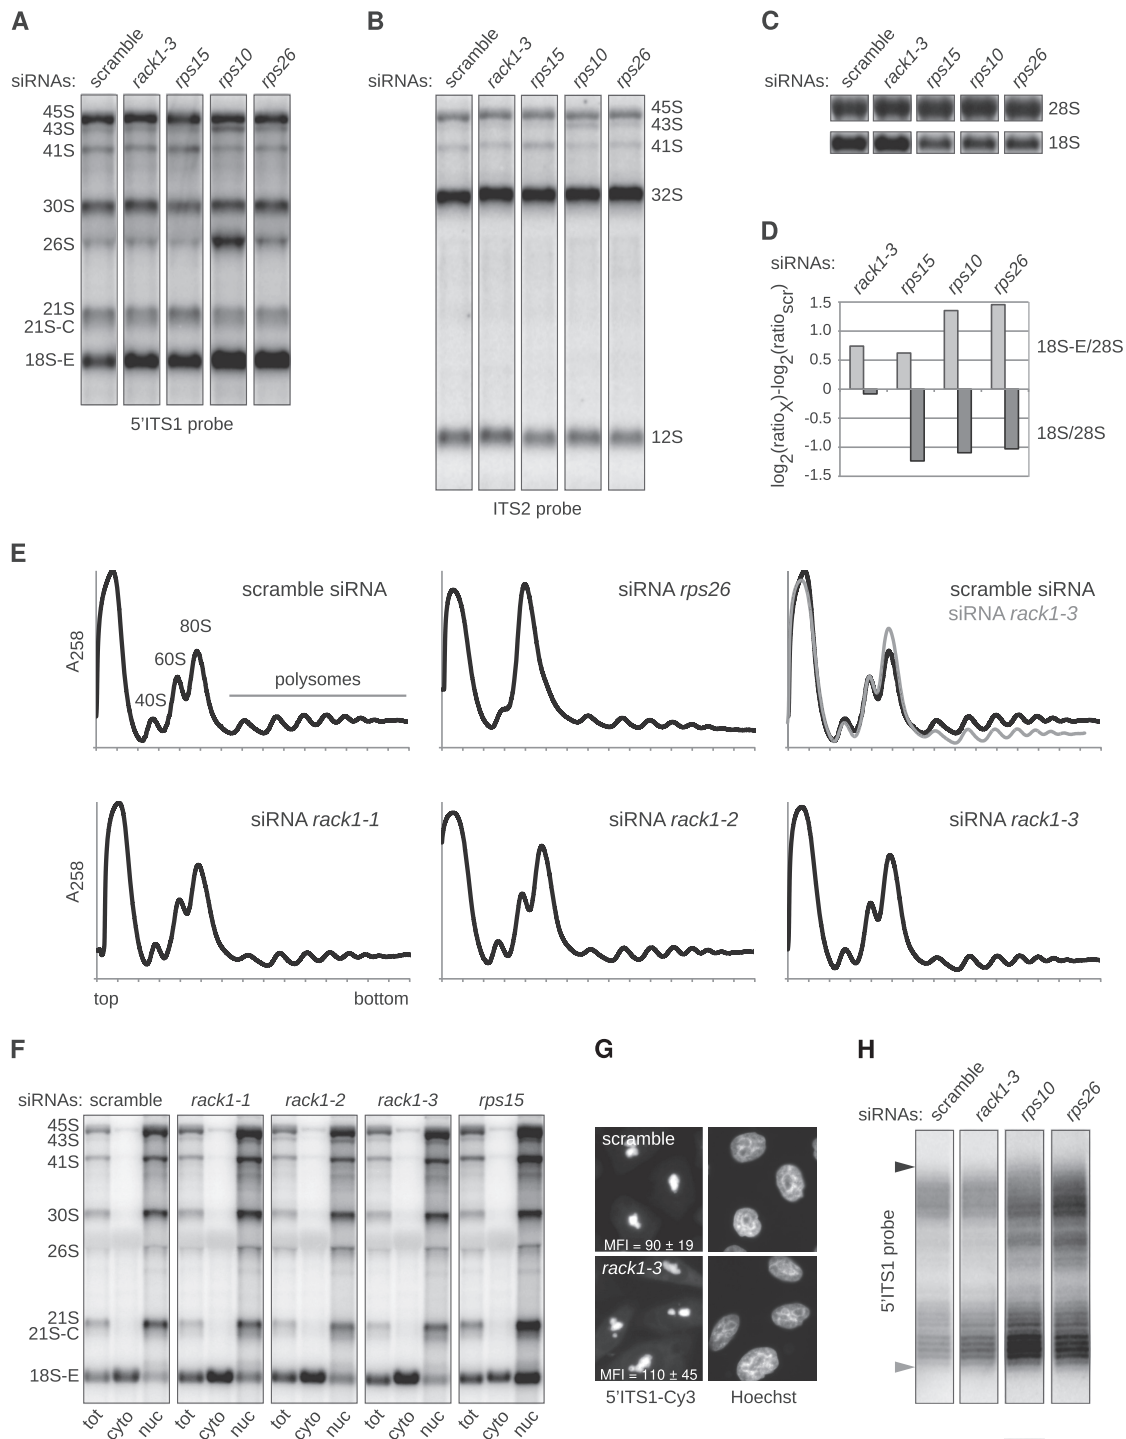 A
siRNAs: scramble rack1-3 rps15 rps10 rps26
45S
43S
41S
30S
26S
21S
21S-C
18S-E
5'ITS1 probe
B
siRNAs: scramble rack1-3 rps15 rps10 rps26
45S
43S
41S
32S
12S
ITS2 probe
C
siRNAs: scramble rack1-3 rps15 rps10 rps26
28S
18S
D
siRNAs: rack1-3 rps15 rps10 rps26
log2(ratioX)-log2(ratioscr)
1.5
1.0
0.5
0
-0.5
-1.0
-1.5
18S-E/28S
18S/28S
E
A258
scramble siRNA
40S
60S
80S
polysomes
siRNA rps26
scramble siRNA
siRNA rack1-3
A258
siRNA rack1-1
top bottom
siRNA rack1-2
siRNA rack1-3
F
siRNAs: scramble rack1-1 rack1-2 rack1-3 rps15
45S
43S
41S
30S
26S
21S
21S-C
18S-E
tot cyto nuc tot cyto nuc tot cyto nuc tot cyto nuc tot cyto nuc
G
scramble
MFI = 90 ± 19
rack1-3
MFI = 110 ± 45
5'ITS1-Cy3 Hoechst
H
siRNAs: scramble rack1-3 rps10 rps26
5'ITS1 probe